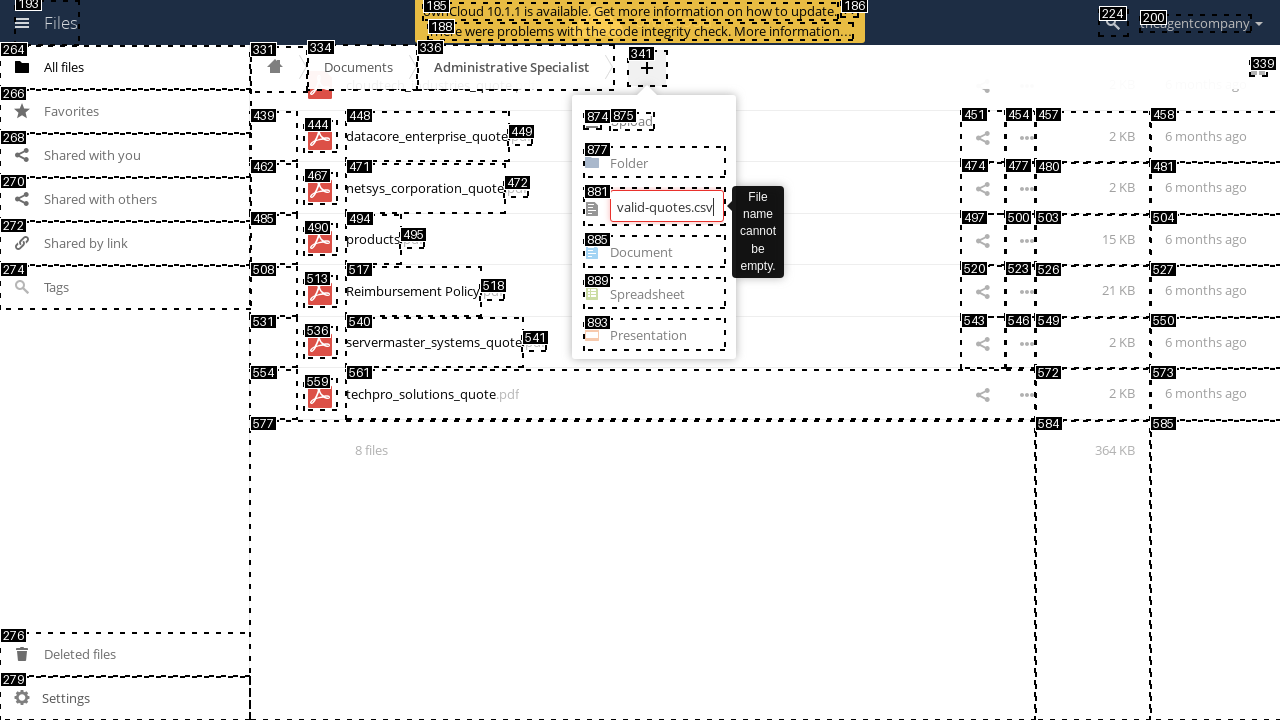 193
Files
185
ownCloud 10.1.1 is available. Get more information on how to update.
186
188
There were problems with the code integrity check. More information…
224
200
theagentcompany
264
All files
266
Favorites
268
Shared with you
270
Shared with others
272
Shared by link
274
Tags
276
Deleted files
279
Settings
331
334
Documents
336
Administrative Specialist
341
339
439
444
448
datacore_enterprise_quote
449
451
454
457
2 KB
458
6 months ago
462
467
471
netsys_corporation_quote
472
474
477
480
2 KB
481
6 months ago
485
490
494
products
495
497
500
503
15 KB
504
6 months ago
508
513
517
Reimbursement Policy
518
520
523
526
21 KB
527
6 months ago
531
536
540
servermaster_systems_quote
541
543
546
549
2 KB
550
6 months ago
554
559
561
techpro_solutions_quote.pdf
572
2 KB
573
6 months ago
577
8 files
584
364 KB
585
874
875
Upload
877
Folder
881
valid-quotes.csv
885
Document
889
Spreadsheet
893
Presentation
File
name
cannot
be
empty.